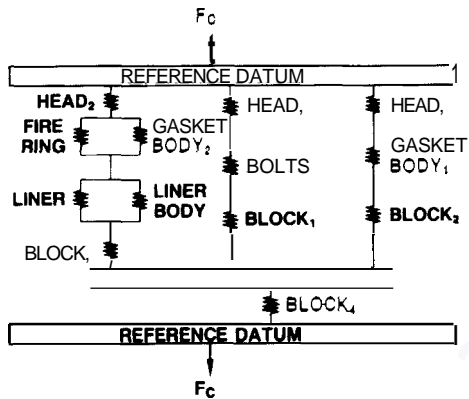 Fc
REFERENCE DATUM
HEAD₂
HEAD,
HEAD,
FIRE
RING
GASKET
BODY₂
GASKET
BODY₁
BOLTS
LINER
LINER
BODY
BLOCK₁
BLOCK₂
BLOCK,
BLOCK₄
REFERENCE DATUM
Fc